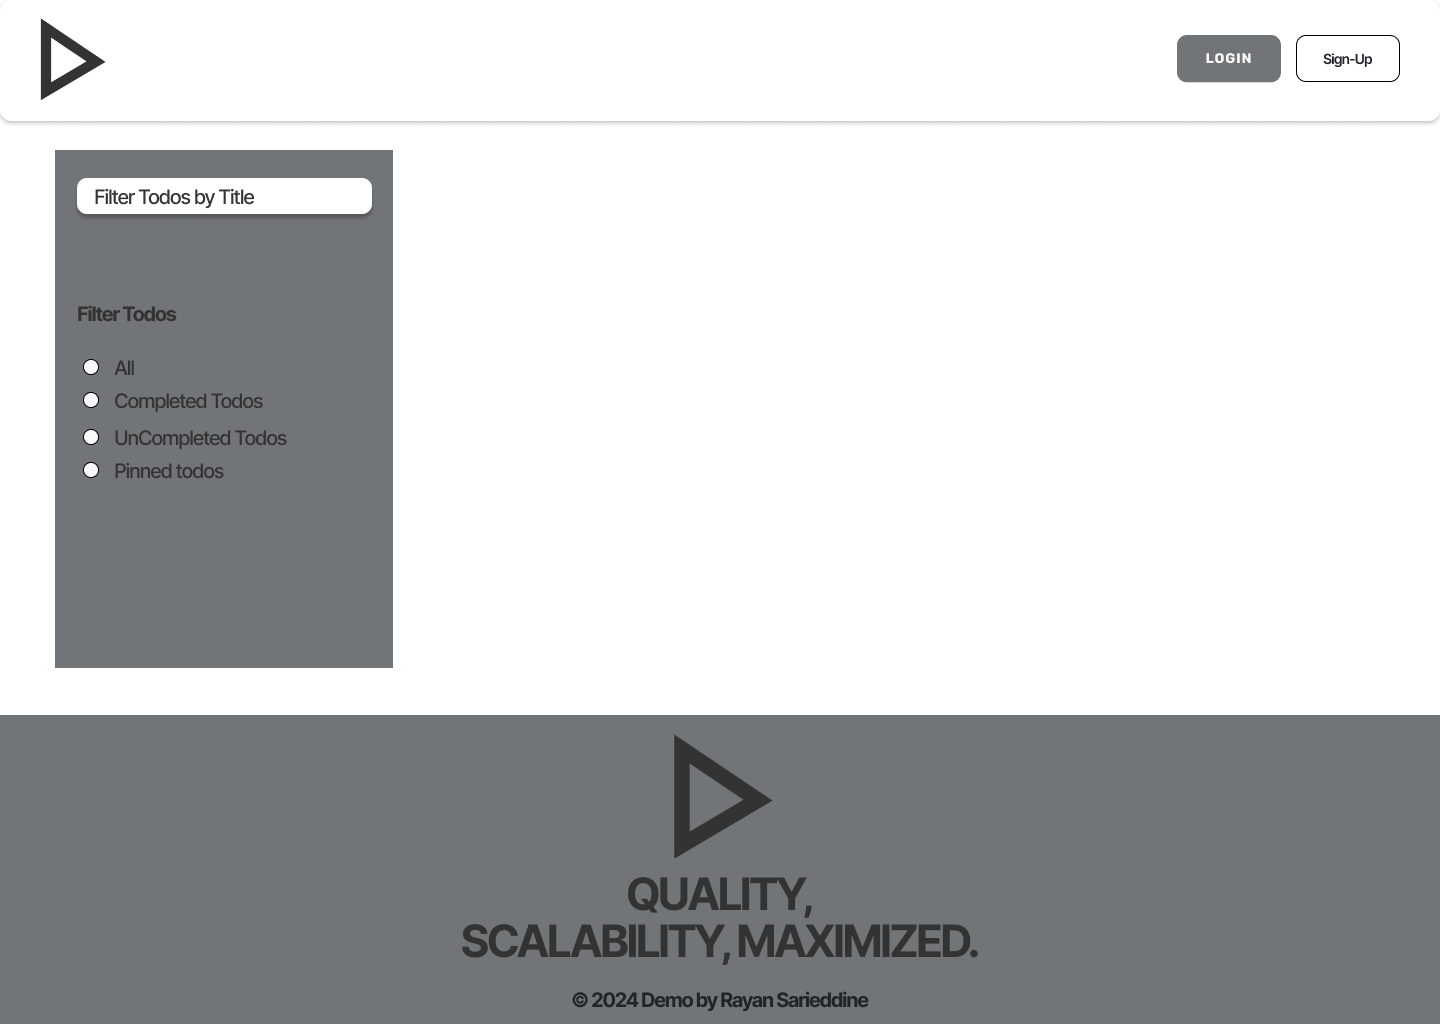 LOGIN
Sign-Up
Filter Todos by Title
Filter Todos
All
Completed Todos
UnCompleted Todos
Pinned todos
QUALITY,
SCALABILITY, MAXIMIZED.
© 2024 Demo by Rayan Sarieddine